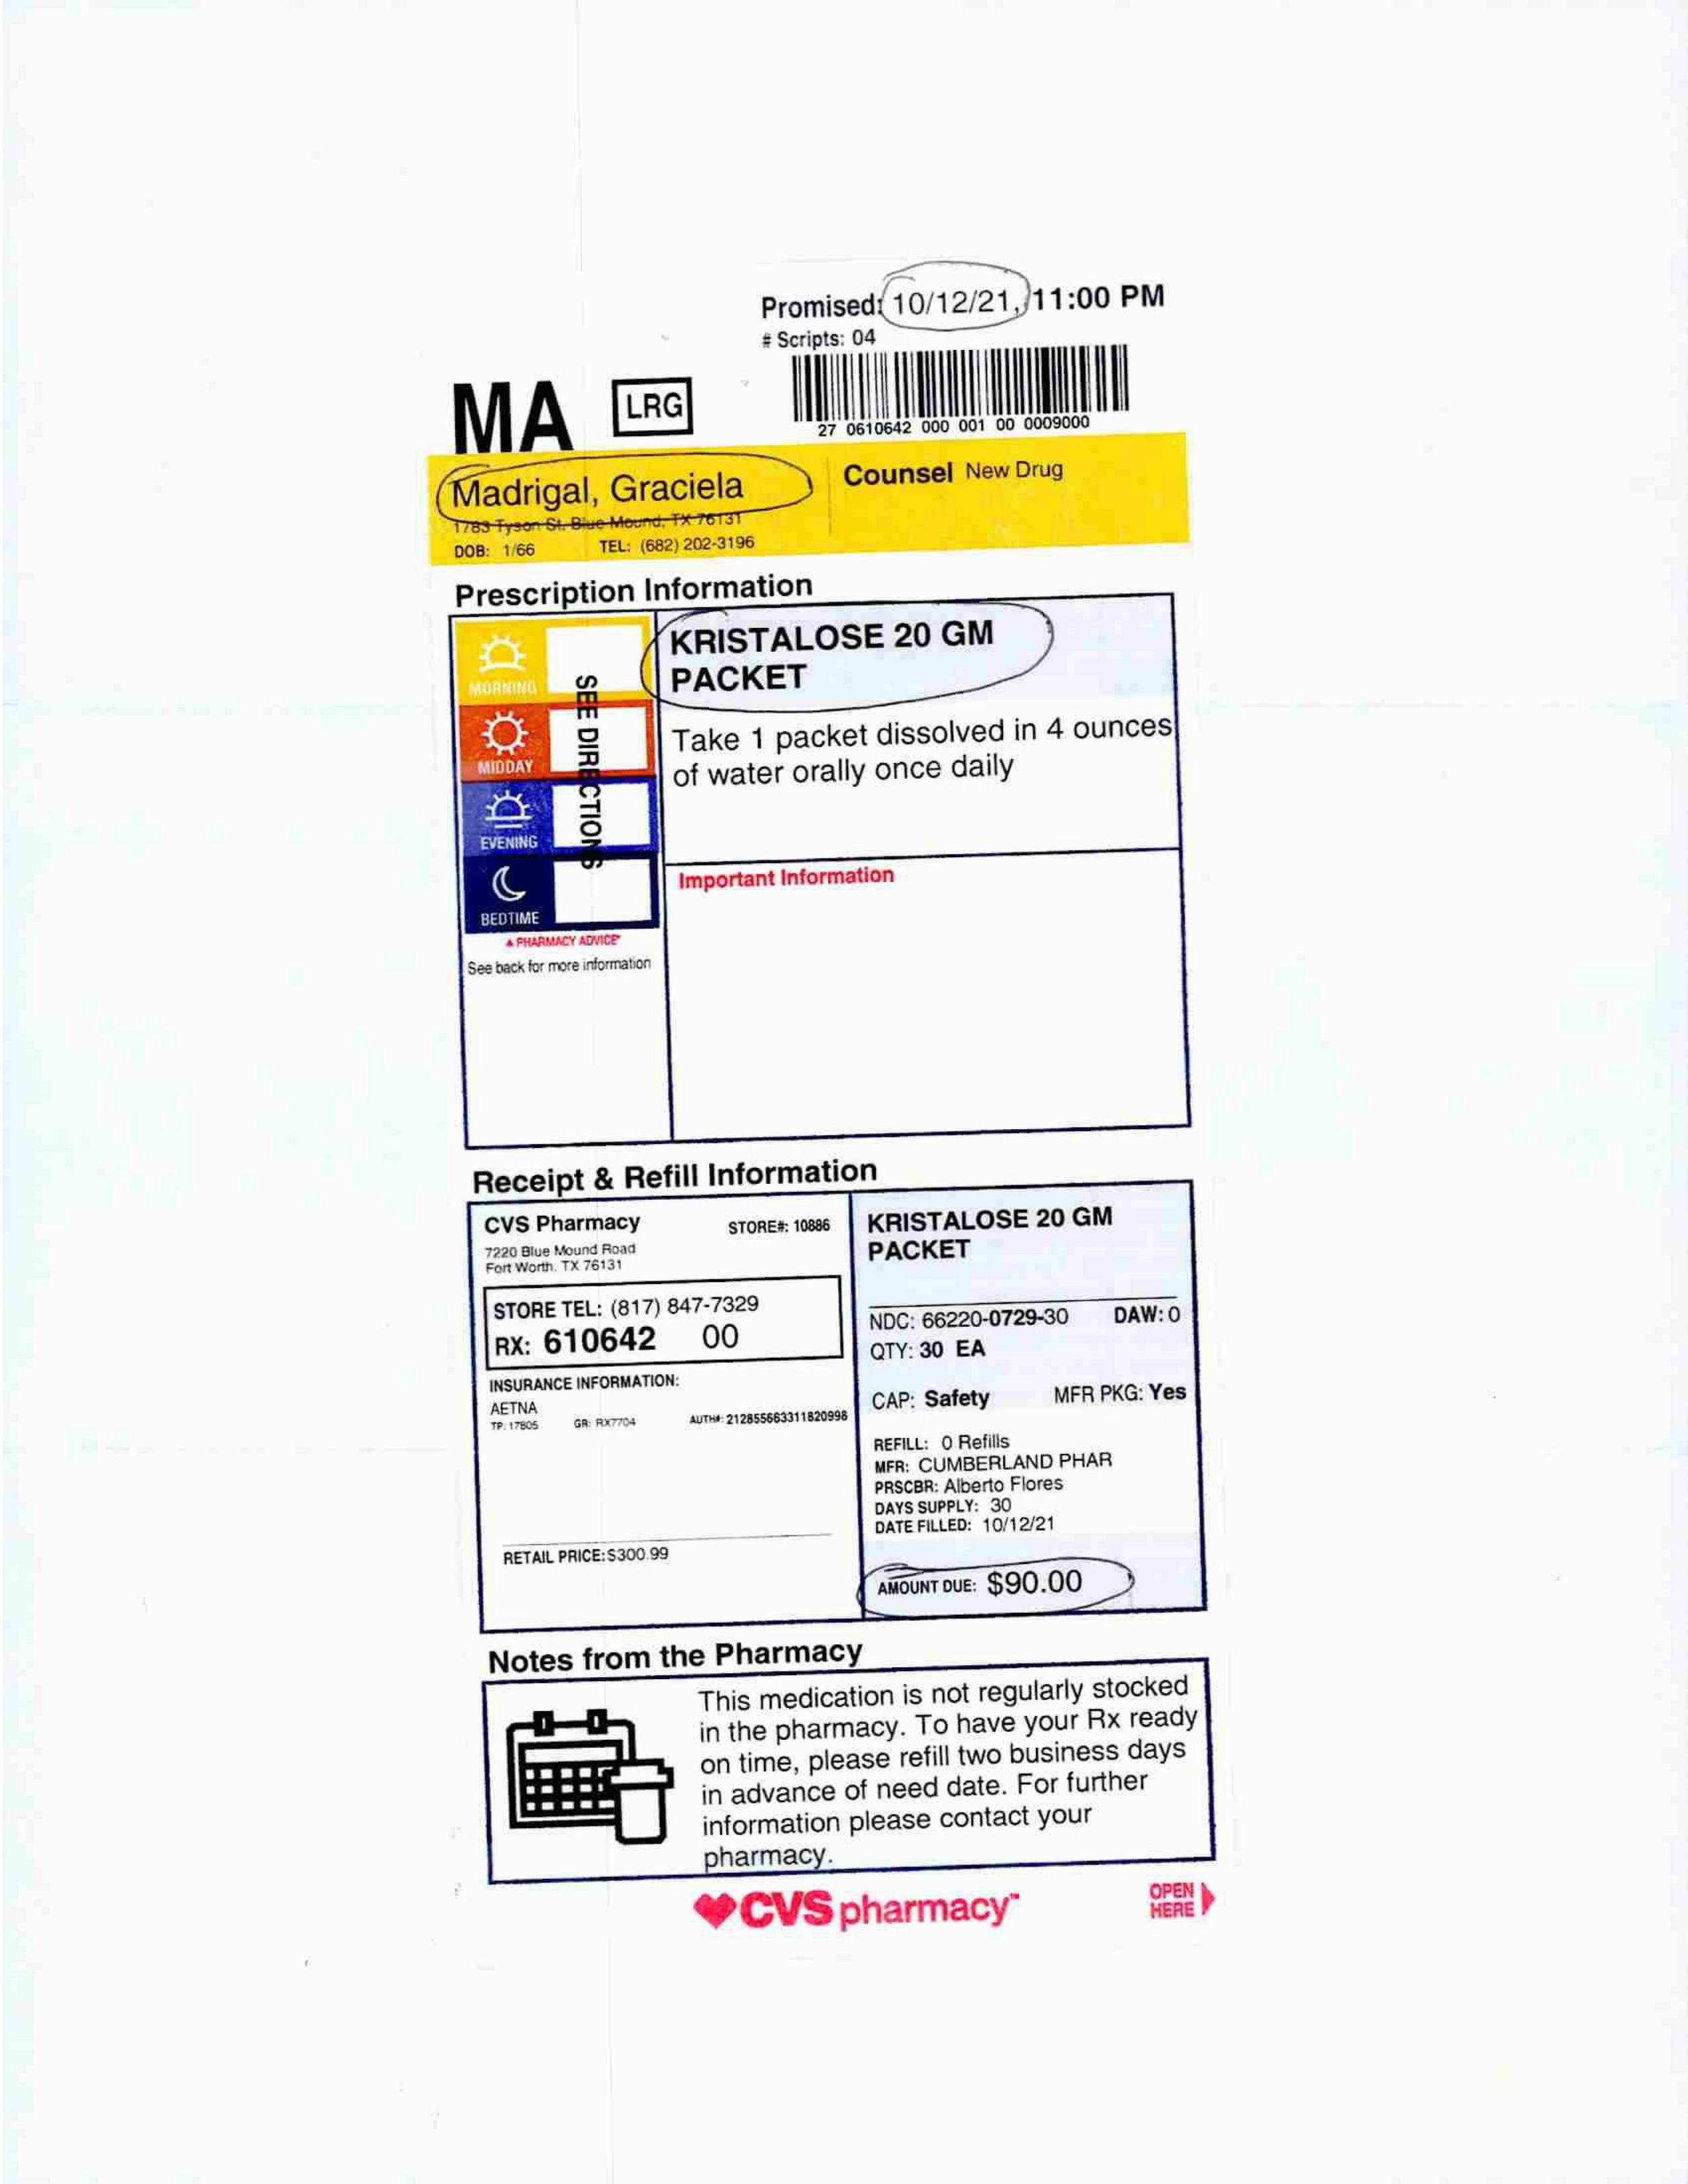 Promised: 10/12/21, 11:00 PM
# Scripts: 04
MA LRG
27 0610642 000 001 00 0009000
Madrigal, Graciela
Counsel New Drug
1783 Tyson St. Blue Mound, TX 76131
DOB: 1/66 TEL: (682) 202-3196
Prescription Information
MORNING
MIDDAY
EVENING
BEDTIME
SEE DIRECTIONS
PHARMACY ADVICE
See back for more information
KRISTALOSE 20 GM
PACKET
Take 1 packet dissolved in 4 ounces
of water orally once daily
Important Information
Receipt & Refill Information
CVS Pharmacy STORE#: 10886
7220 Blue Mound Road
Fort Worth, TX 76131
STORE TEL: (817) 847-7329
RX: 610642 00
INSURANCE INFORMATION:
AETNA
TP: 17805 GR: RX7704 AUTH#: 212855663311820998
RETAIL PRICE:$300.99
KRISTALOSE 20 GM
PACKET
NDC: 66220-0729-30 DAW: 0
QTY: 30 EA
CAP: Safety MFR PKG: Yes
REFILL: 0 Refills
MFR: CUMBERLAND PHAR
PRSCBR: Alberto Flores
DAYS SUPPLY: 30
DATE FILLED: 10/12/21
AMOUNT DUE: $90.00
Notes from the Pharmacy
This medication is not regularly stocked
in the pharmacy. To have your Rx ready
on time, please refill two business days
in advance of need date. For further
information please contact your
pharmacy.
CVS pharmacy™
OPEN
HERE